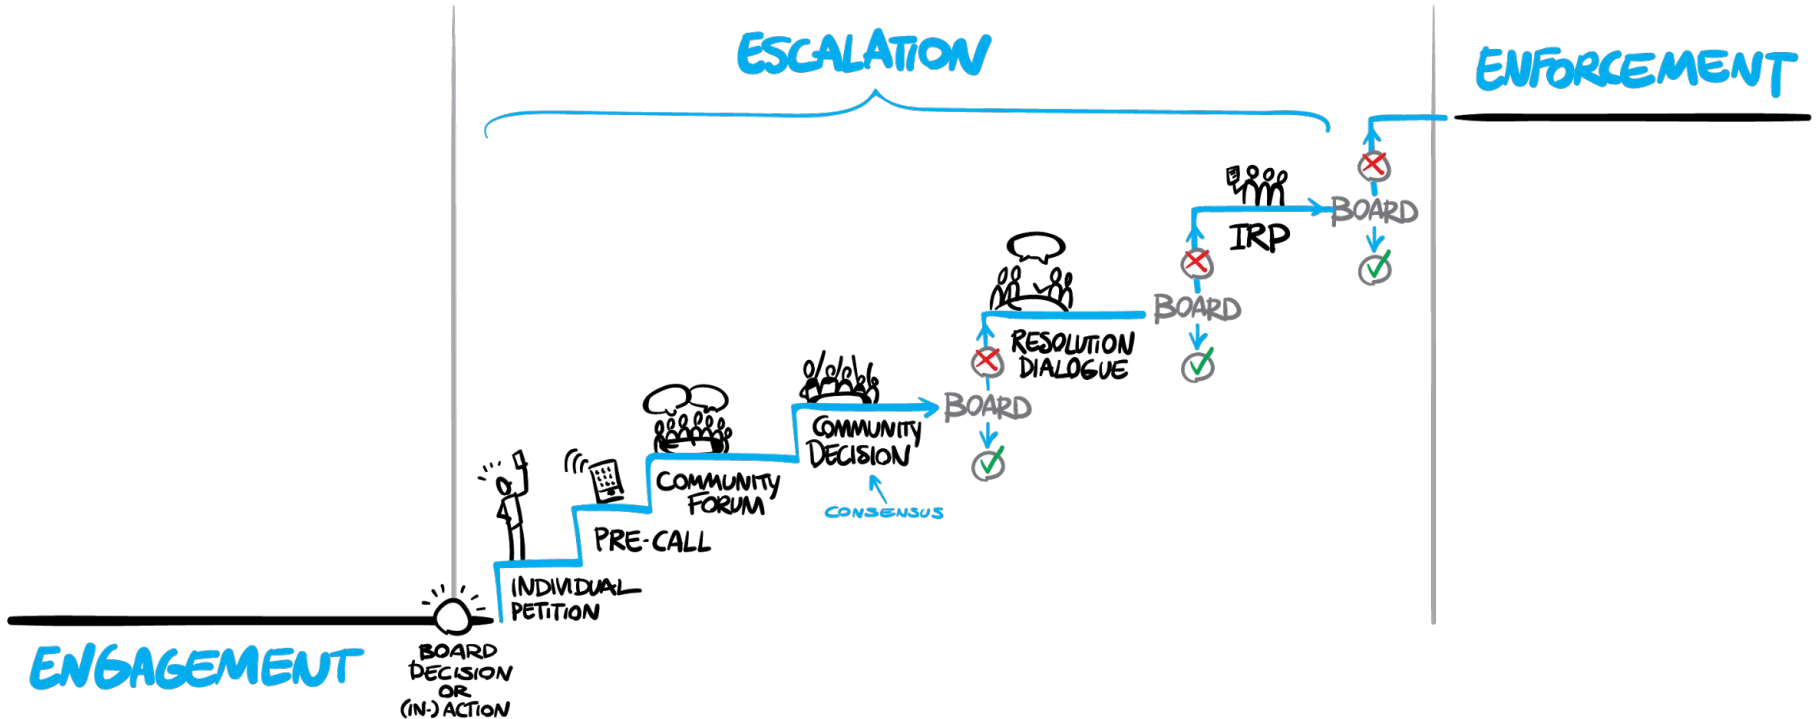 ESCALATION
ENFORCEMENT
BOARD
IRP
BOARD
RESOLUTION
DIALOGUE
BOARD
COMMUNITY
DECISION
CONSENSUS
COMMUNITY
FORUM
PRE-CALL
INDIVIDUAL
PETITION
ENGAGEMENT
BOARD
DECISION
OR
(IN-) ACTION